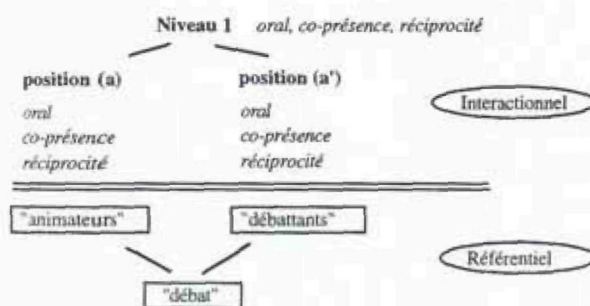 Niveau 1 oral, co-présence, réciprocité
position (a) position (a')
oral oral
Interactionnel
co-présence co-présence
réciprocité réciprocité
"animateurs" "débattants"
Référentiel
"débat"